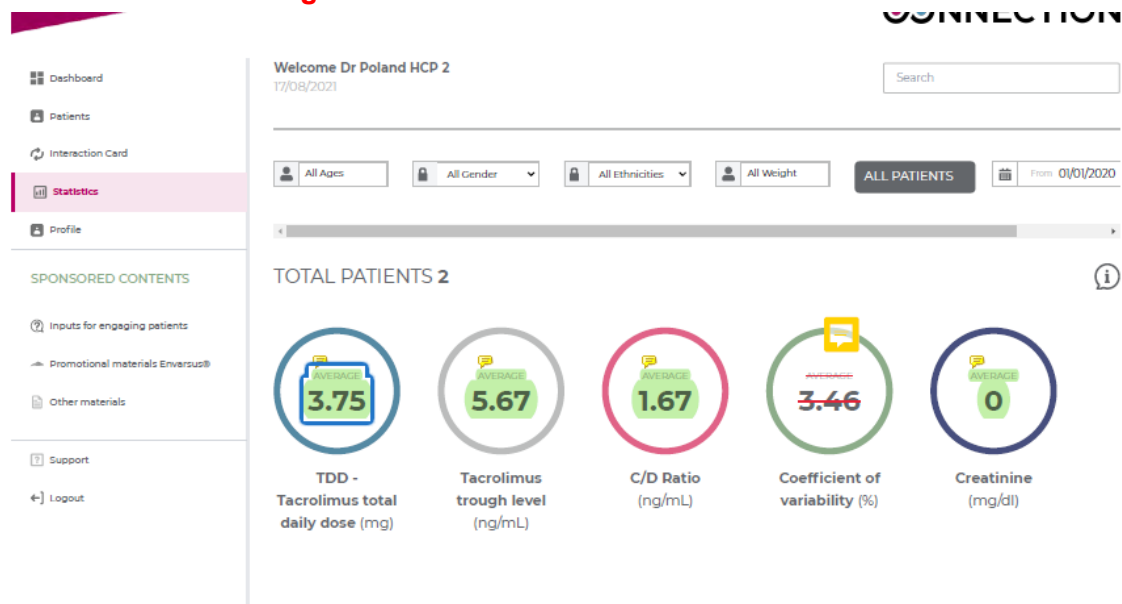 CONNECTION
Welcome Dr Poland HCP 2
17/08/2021
Search
Dashboard
Patients
Interaction Card
Statistics
Profile
SPONSORED CONTENTS
Inputs for engaging patients
Promotional materials Envarsus®
Other materials
Support
Logout
All Ages
All Gender
All Ethnicities
All Weight
ALL PATIENTS
From 01/01/2020
TOTAL PATIENTS 2
AVERAGE
3.75
TDD -
Tacrolimus total
daily dose (mg)
AVERAGE
5.67
Tacrolimus
trough level
(ng/mL)
AVERAGE
1.67
C/D Ratio
(ng/mL)
AVERAGE
3.46
Coefficient of
variability (%)
AVERAGE
0
Creatinine
(mg/dl)